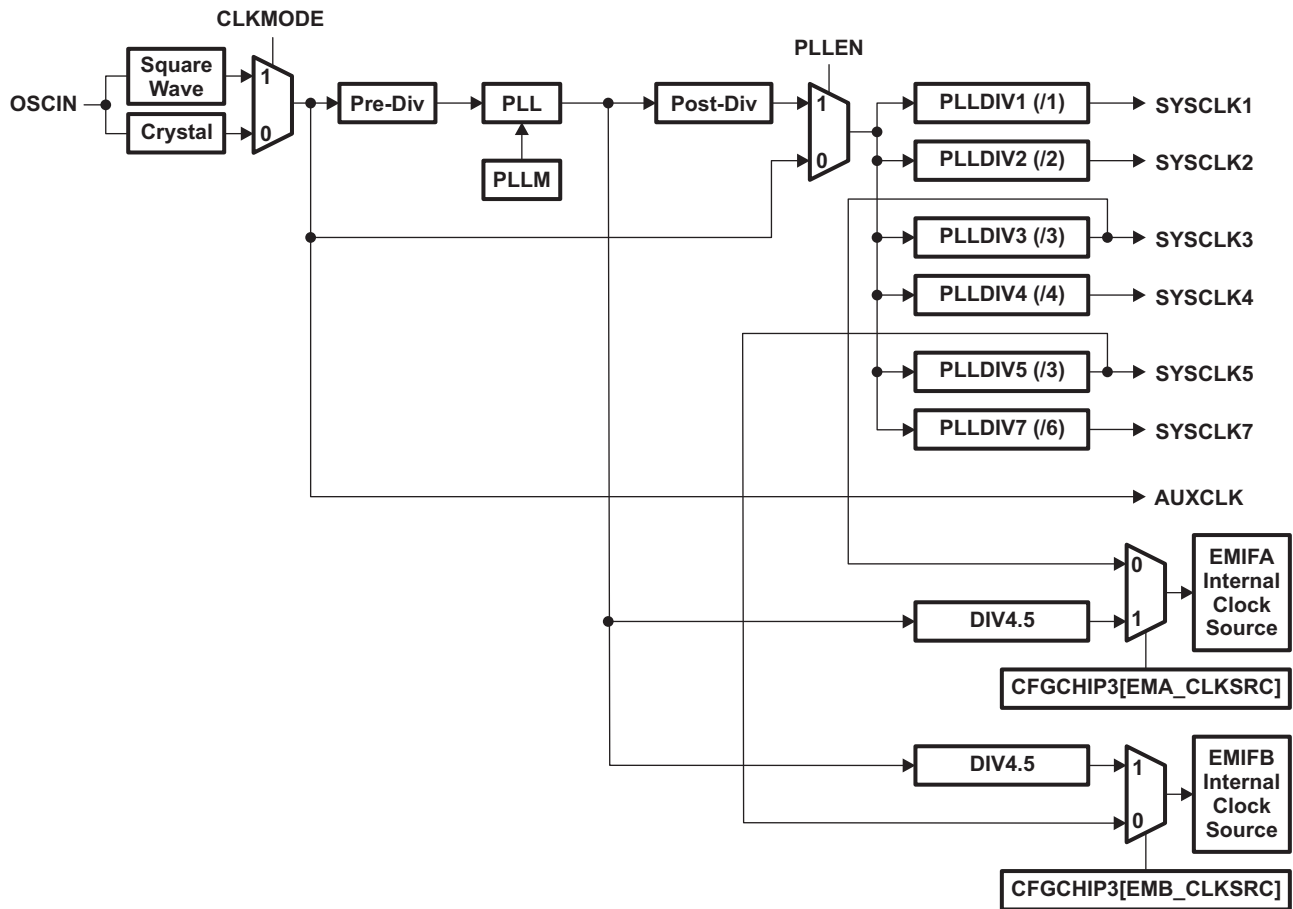 CLKMODE
PLLEN
OSCIN
Square
Wave
1
Crystal
0
Pre-Div
PLL
PLLM
Post-Div
1
0
PLLDIV1 (/1)
SYSCLK1
PLLDIV2 (/2)
SYSCLK2
PLLDIV3 (/3)
SYSCLK3
PLLDIV4 (/4)
SYSCLK4
PLLDIV5 (/3)
SYSCLK5
PLLDIV7 (/6)
SYSCLK7
AUXCLK
0
1
EMIFA
Internal
Clock
Source
DIV4.5
CFGCHIP3[EMA_CLKSRC]
DIV4.5
1
0
EMIFB
Internal
Clock
Source
CFGCHIP3[EMB_CLKSRC]